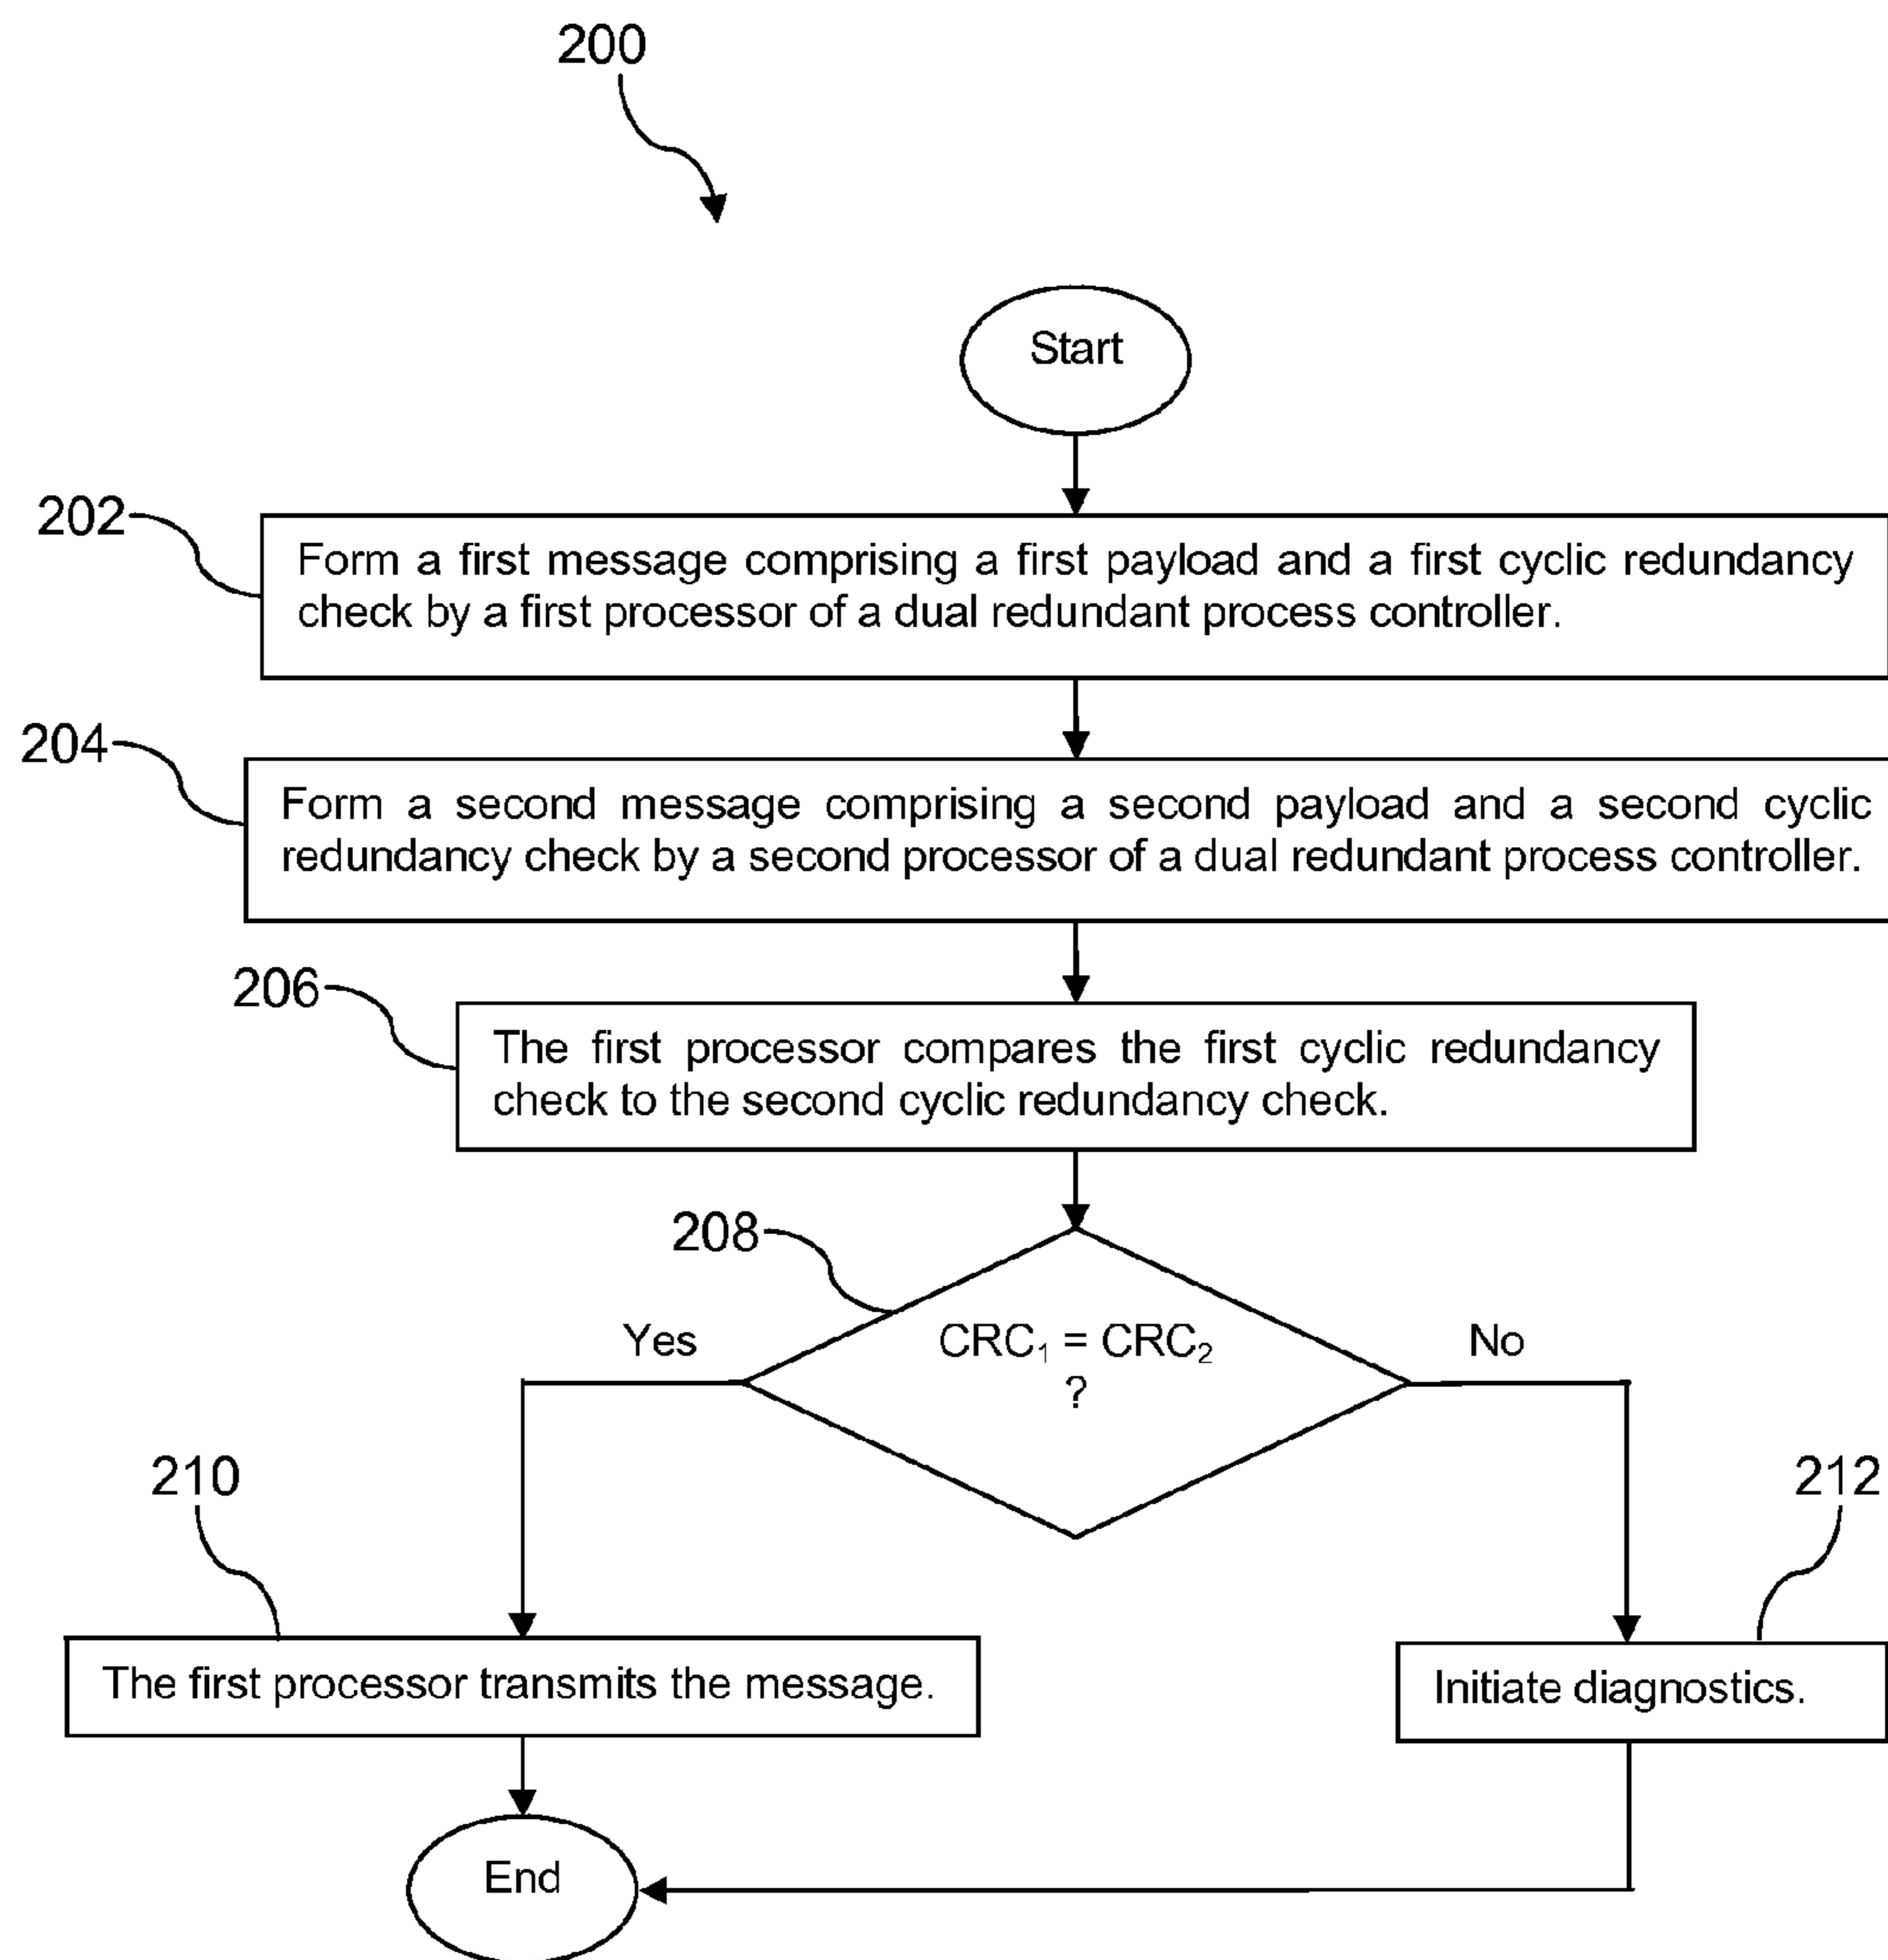 200
Start
202
Form a first message comprising a first payload and a first cyclic redundancy
check by a first processor of a dual redundant process controller.
204
Form a second message comprising a second payload and a second cyclic
redundancy check by a second processor of a dual redundant process controller.
206
The first processor compares the first cyclic redundancy
check to the second cyclic redundancy check.
208
Yes
CRC₁ = CRC₂
?
No
210
212
The first processor transmits the message.
Initiate diagnostics.
End